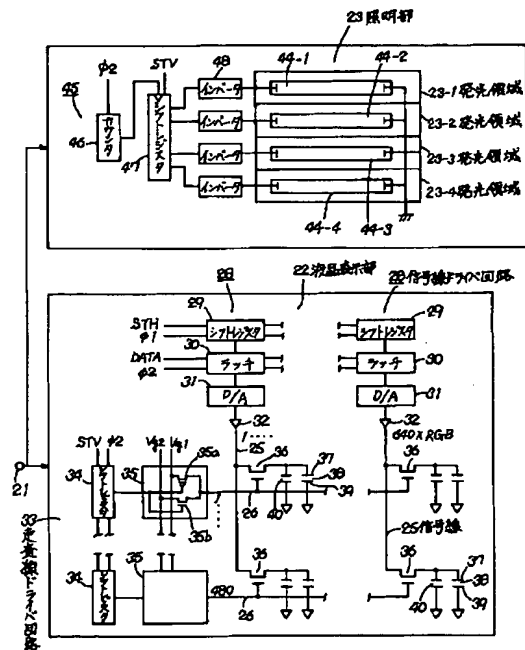 23 照明部
φ2
STV
48
44-1
44-2
45
インバータ
23-1 発光領域
カウンタ
46
シフトレジスタ
47
インバータ
23-2 発光領域
インバータ
23-3 発光領域
インバータ
23-4 発光領域
44-4
44-3
22 液晶表示部
28
28 信号線ドライバ回路
29
29
STH
φ1
シフトレジスタ
シフトレジスタ
30
DATA
φ2
ラッチ
ラッチ
30
31
D/A
D/A
31
32
32
1
640×RGB
STV
φ2
Vg2
Vg1
25
36
37
38
39
36
34
35
35a
35b
シフトレジスタ
26
40
21
33 走査線ドライバ回路
25 信号線
34
シフトレジスタ
35
480
26
36
37
38
39
40
36
37
38
39
40